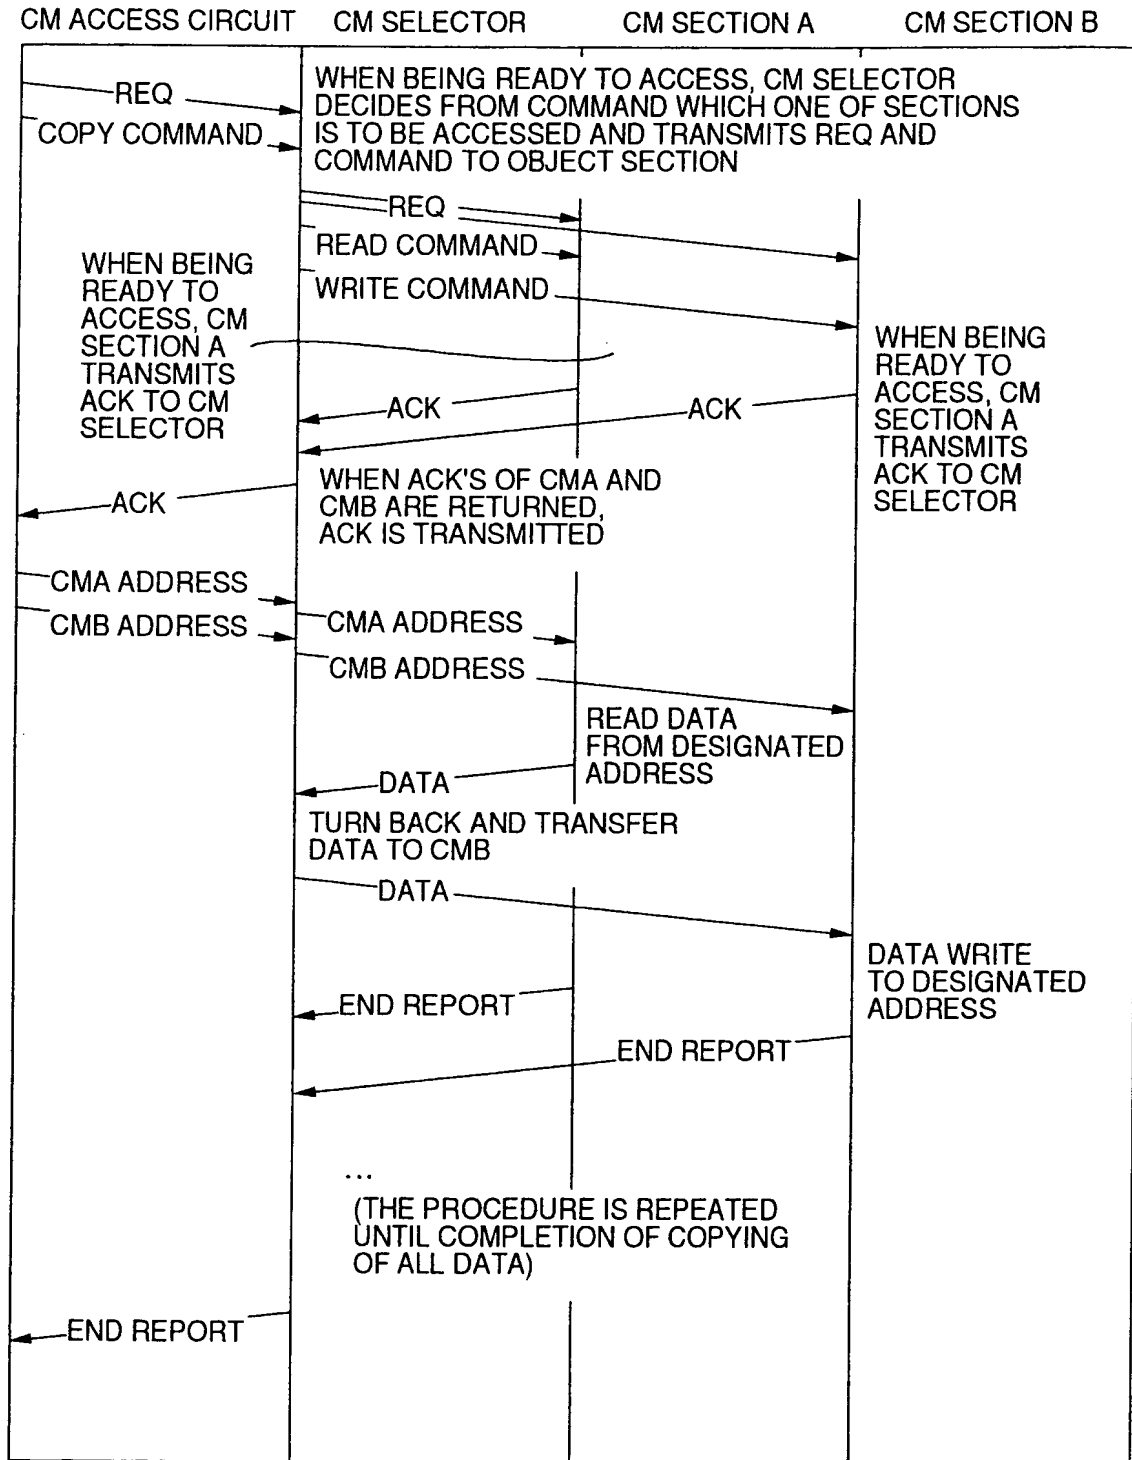 CM ACCESS CIRCUIT CM SELECTOR CM SECTION A CM SECTION B
REQ
COPY COMMAND
WHEN BEING READY TO ACCESS, CM SELECTOR
DECIDES FROM COMMAND WHICH ONE OF SECTIONS
IS TO BE ACCESSED AND TRANSMITS REQ AND
COMMAND TO OBJECT SECTION
REQ
READ COMMAND
WRITE COMMAND
WHEN BEING
READY TO
ACCESS, CM
SECTION A
TRANSMITS
ACK TO CM
SELECTOR
WHEN BEING
READY TO
ACCESS, CM
SECTION A
TRANSMITS
ACK TO CM
SELECTOR
ACK
ACK
WHEN ACK'S OF CMA AND
CMB ARE RETURNED,
ACK IS TRANSMITTED
ACK
CMA ADDRESS
CMB ADDRESS
CMA ADDRESS
CMB ADDRESS
READ DATA
FROM DESIGNATED
ADDRESS
DATA
TURN BACK AND TRANSFER
DATA TO CMB
DATA
DATA WRITE
TO DESIGNATED
ADDRESS
END REPORT
END REPORT
...
(THE PROCEDURE IS REPEATED
UNTIL COMPLETION OF COPYING
OF ALL DATA)
END REPORT